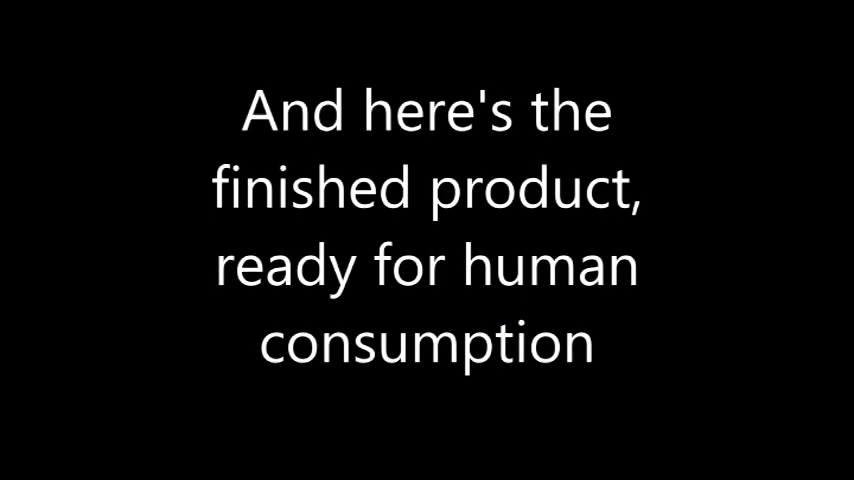 And here's the
finished product,
ready for human
consumption